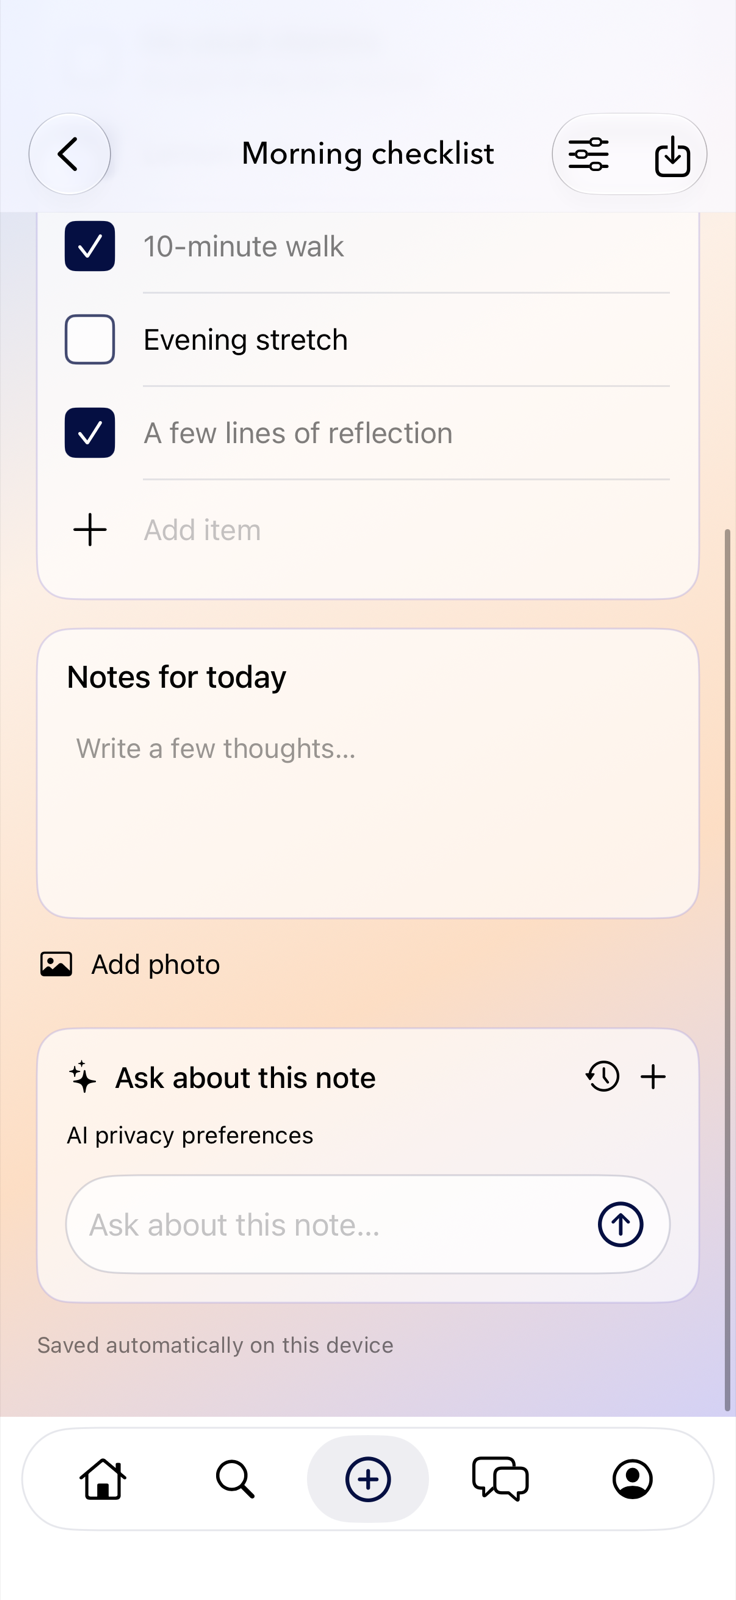 Morning checklist
10-minute walk
Evening stretch
A few lines of reflection
Add item
Notes for today
Write a few thoughts...
Add photo
Ask about this note
AI privacy preferences
Ask about this note...
Saved automatically on this device